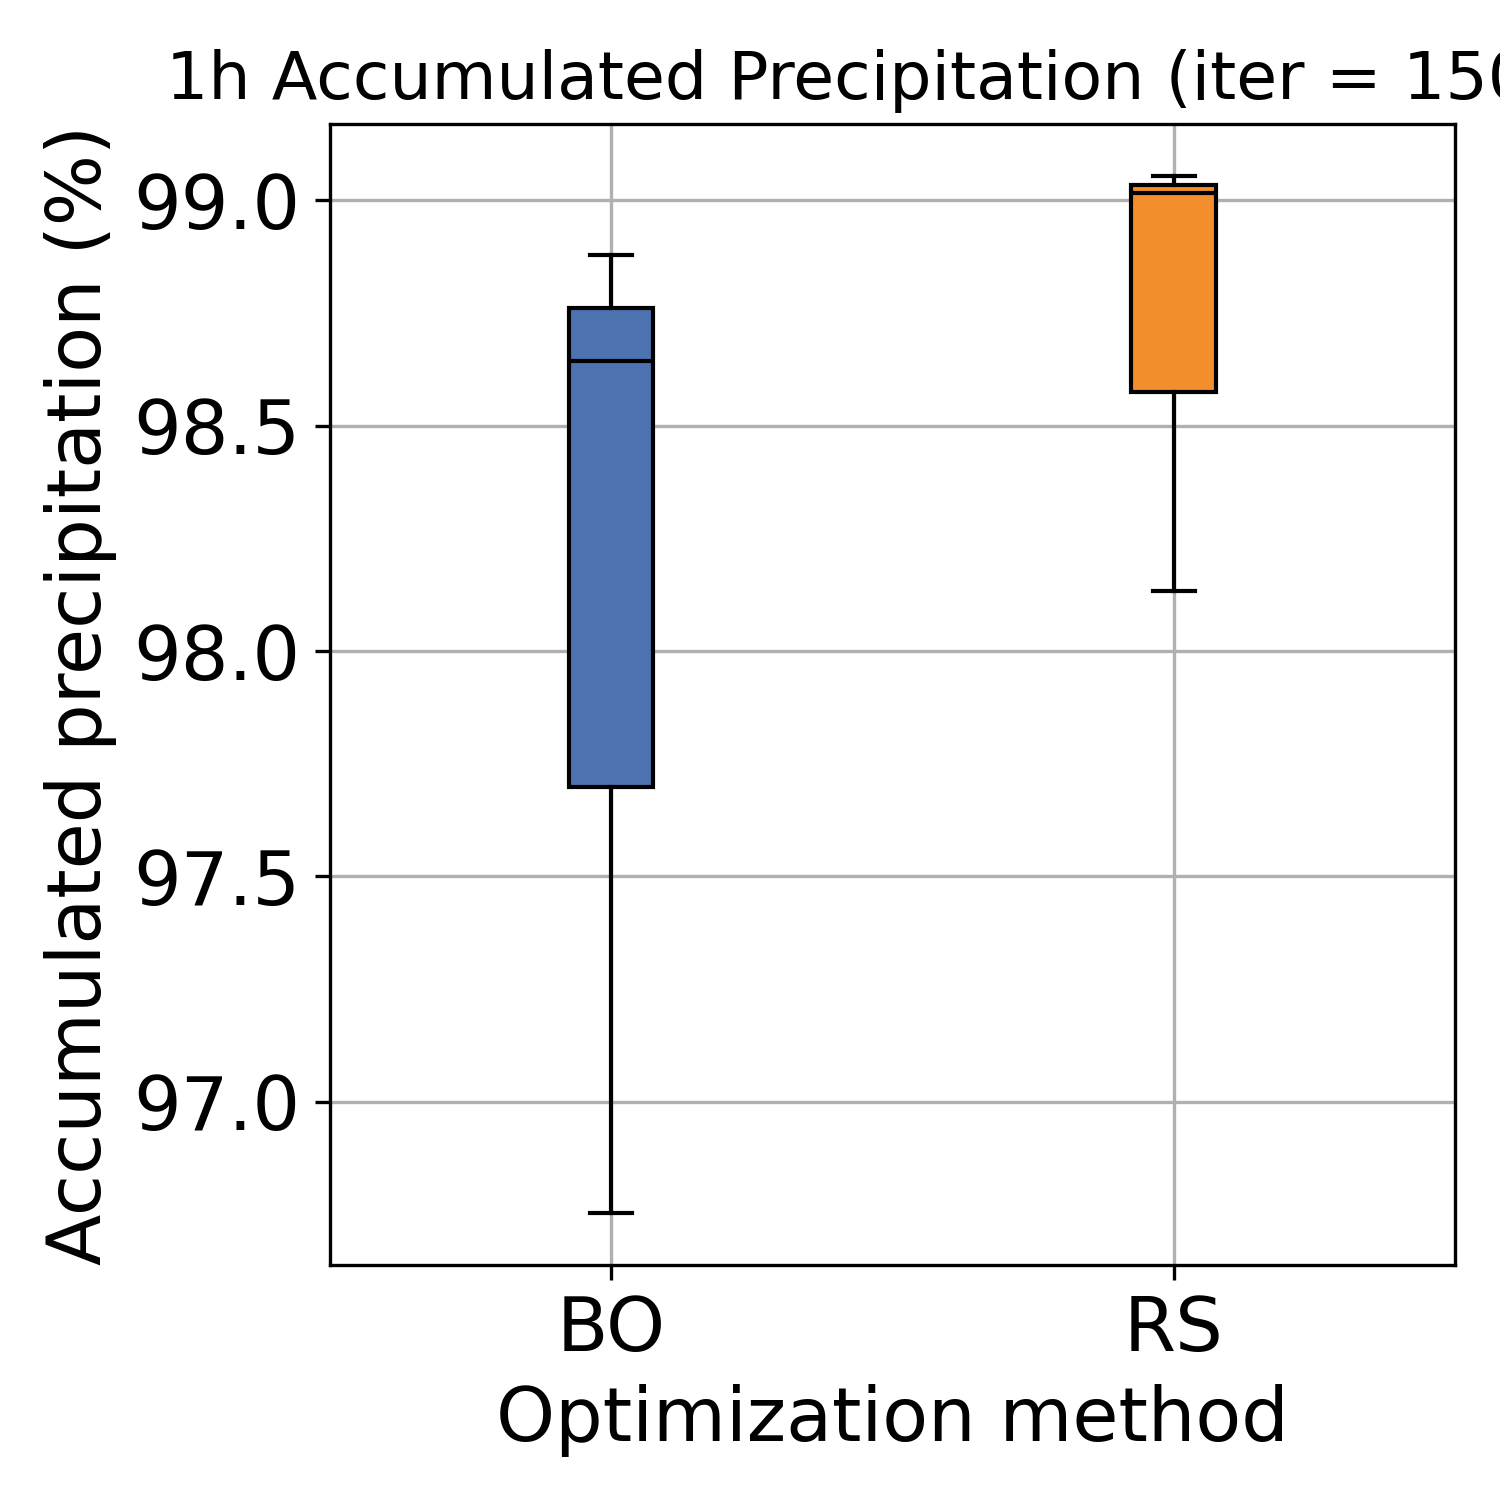 1h Accumulated Precipitation (iter = 150
Accumulated precipitation (%)
99.0
98.5
98.0
97.5
97.0
BO RS
Optimization method